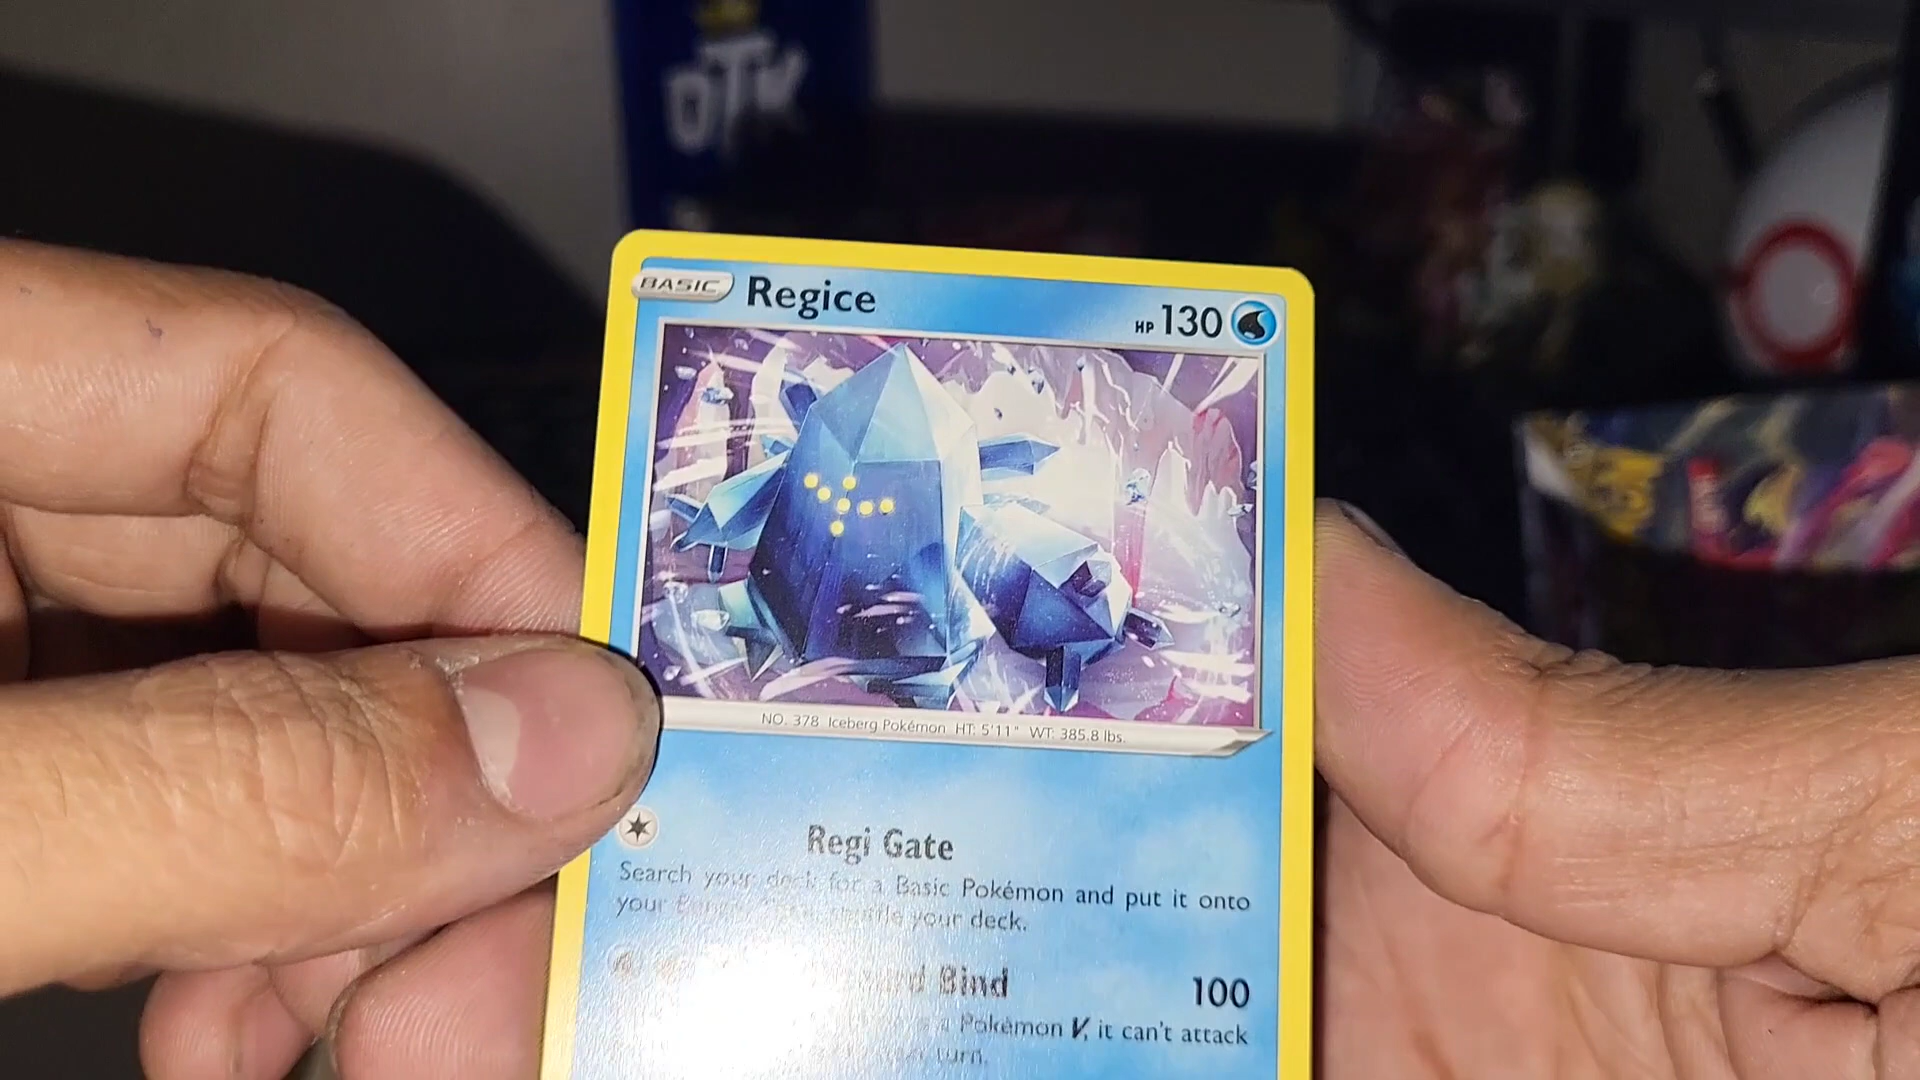 OTK
BASIC Regice HP 130
NO. 378 Iceberg Pokémon HT: 5'11" WT: 385.8 lbs.
Regi Gate
Search your deck for a Basic Pokémon and put it onto
your shuffle your deck.
Bind 100
Pokémon V, it can't attack
turn.